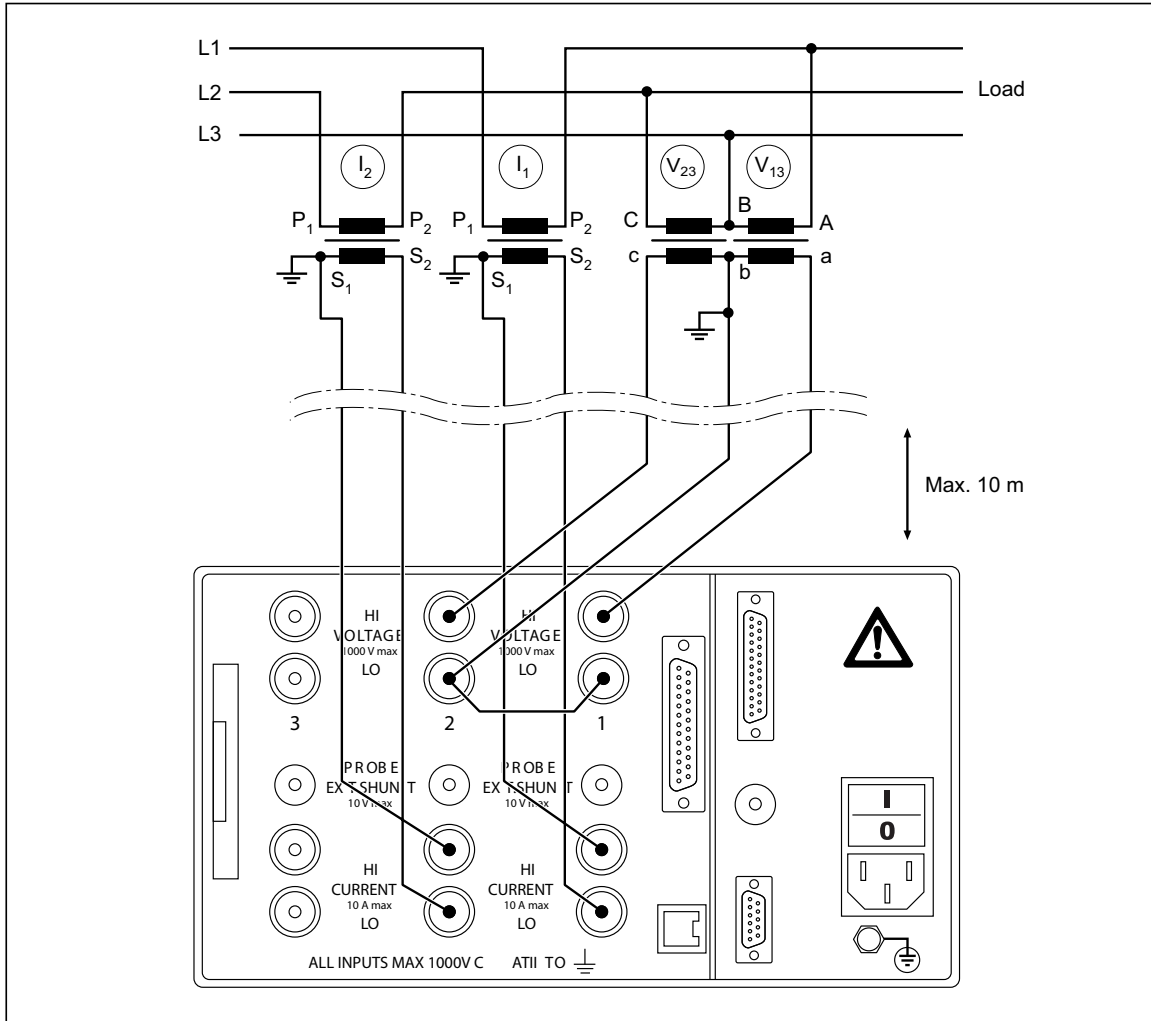 L1
L2
Load
L3
I2
I1
V23
V13
P1
P2
P1
P2
C
B
A
S1
S2
S1
S2
c
b
a
Max. 10 m
HI
VOLTAGE
1000 V max
LO
HI
VOLTAGE
1000 V max
LO
3
2
1
PROBE
EXT.SHUNT
10 V max
PROBE
EXT.SHUNT
10 V max
I
0
HI
CURRENT
10 A max
LO
HI
CURRENT
10 A max
LO
ALL INPUTS MAX 1000V C ATII TO